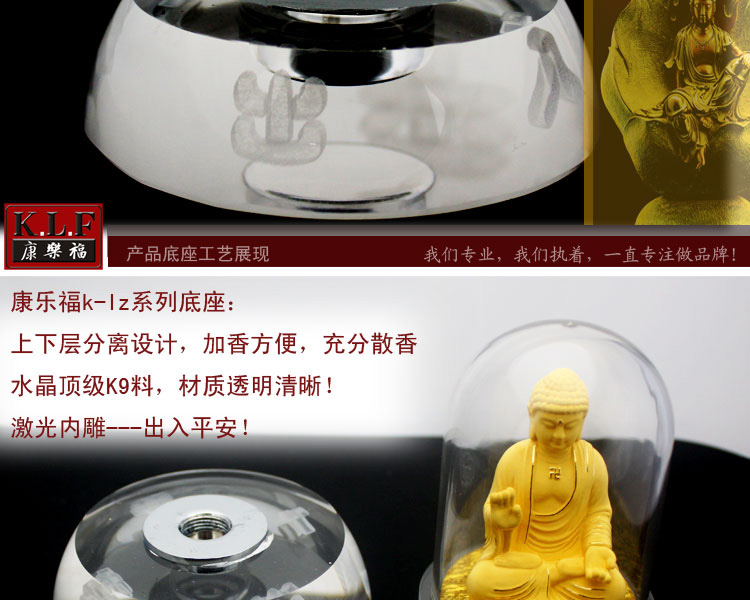 出
入
K.L.F
康樂福
产品底座工艺展现
我们专业，我们执着，一直专注做品牌！
康乐福k-lz系列底座：
上下层分离设计，加香方便，充分散香
水晶顶级K9料，材质透明清晰！
激光内雕---出入平安！
卍